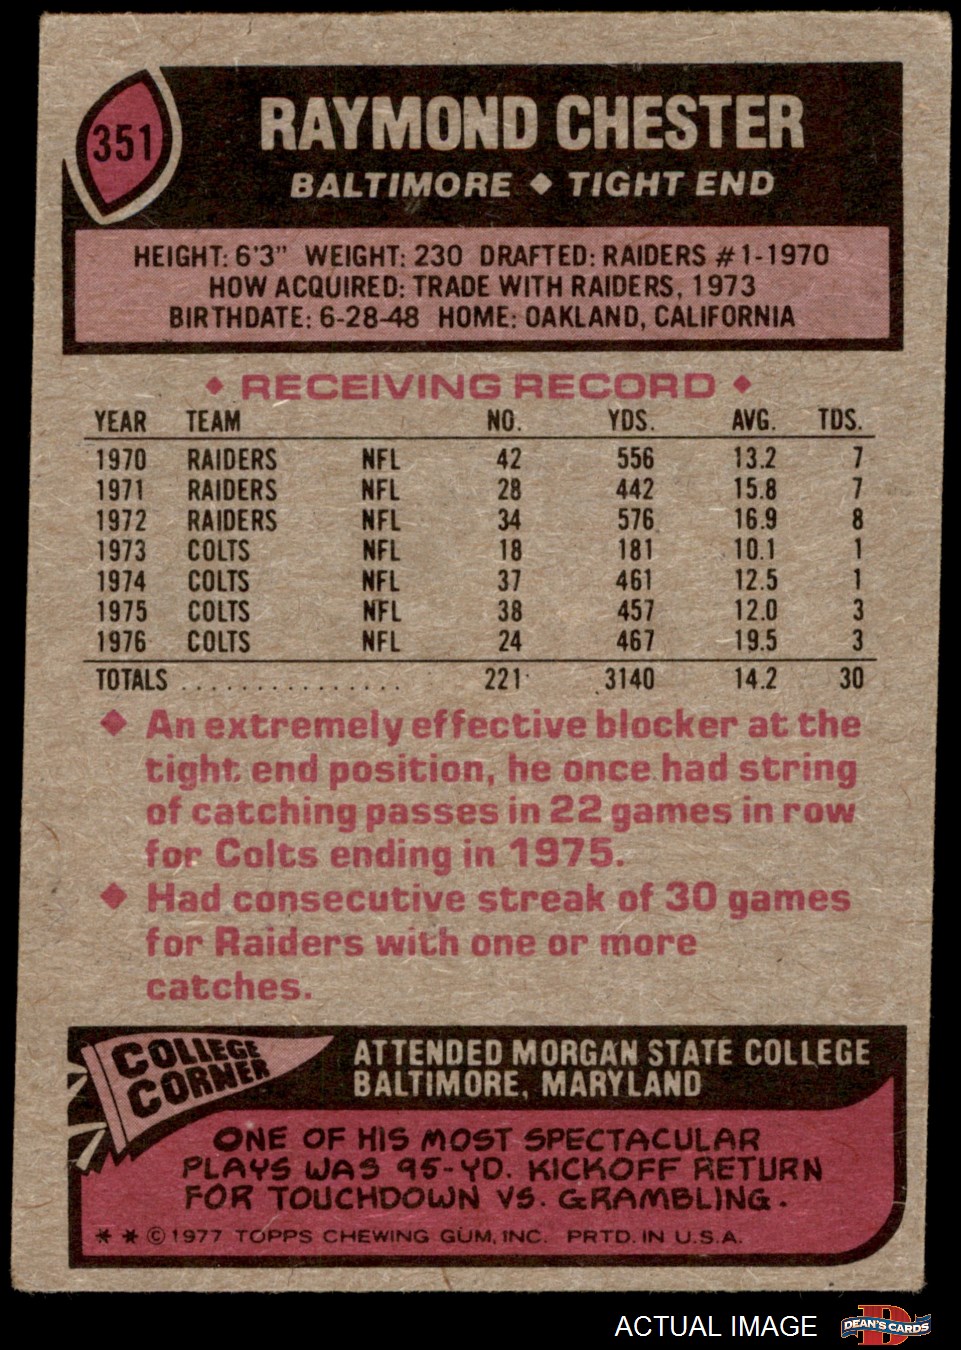 351
RAYMOND CHESTER
BALTIMORE ◆ TIGHT END
HEIGHT: 6'3" WEIGHT: 230 DRAFTED: RAIDERS #1-1970
HOW ACQUIRED: TRADE WITH RAIDERS, 1973
BIRTHDATE: 6-28-48 HOME: OAKLAND, CALIFORNIA
◆ RECEIVING RECORD ◆
YEAR TEAM NO. YDS. AVG. TDS.
1970 RAIDERS NFL 42 556 13.2 7
1971 RAIDERS NFL 28 442 15.8 7
1972 RAIDERS NFL 34 576 16.9 8
1973 COLTS NFL 18 181 10.1 1
1974 COLTS NFL 37 461 12.5 1
1975 COLTS NFL 38 457 12.0 3
1976 COLTS NFL 24 467 19.5 3
TOTALS ................ 221 3140 14.2 30
◆ An extremely effective blocker at the
tight end position, he once had string
of catching passes in 22 games in row
for Colts ending in 1975.
◆ Had consecutive streak of 30 games
for Raiders with one or more
catches.
COLLEGE
CORNER
ATTENDED MORGAN STATE COLLEGE
BALTIMORE, MARYLAND
ONE OF HIS MOST SPECTACULAR
PLAYS WAS 95-YD. KICKOFF RETURN
FOR TOUCHDOWN VS. GRAMBLING.
* * © 1977 TOPPS CHEWING GUM, INC. PRTD. IN U.S.A.
ACTUAL IMAGE
D
DEAN'S CARDS